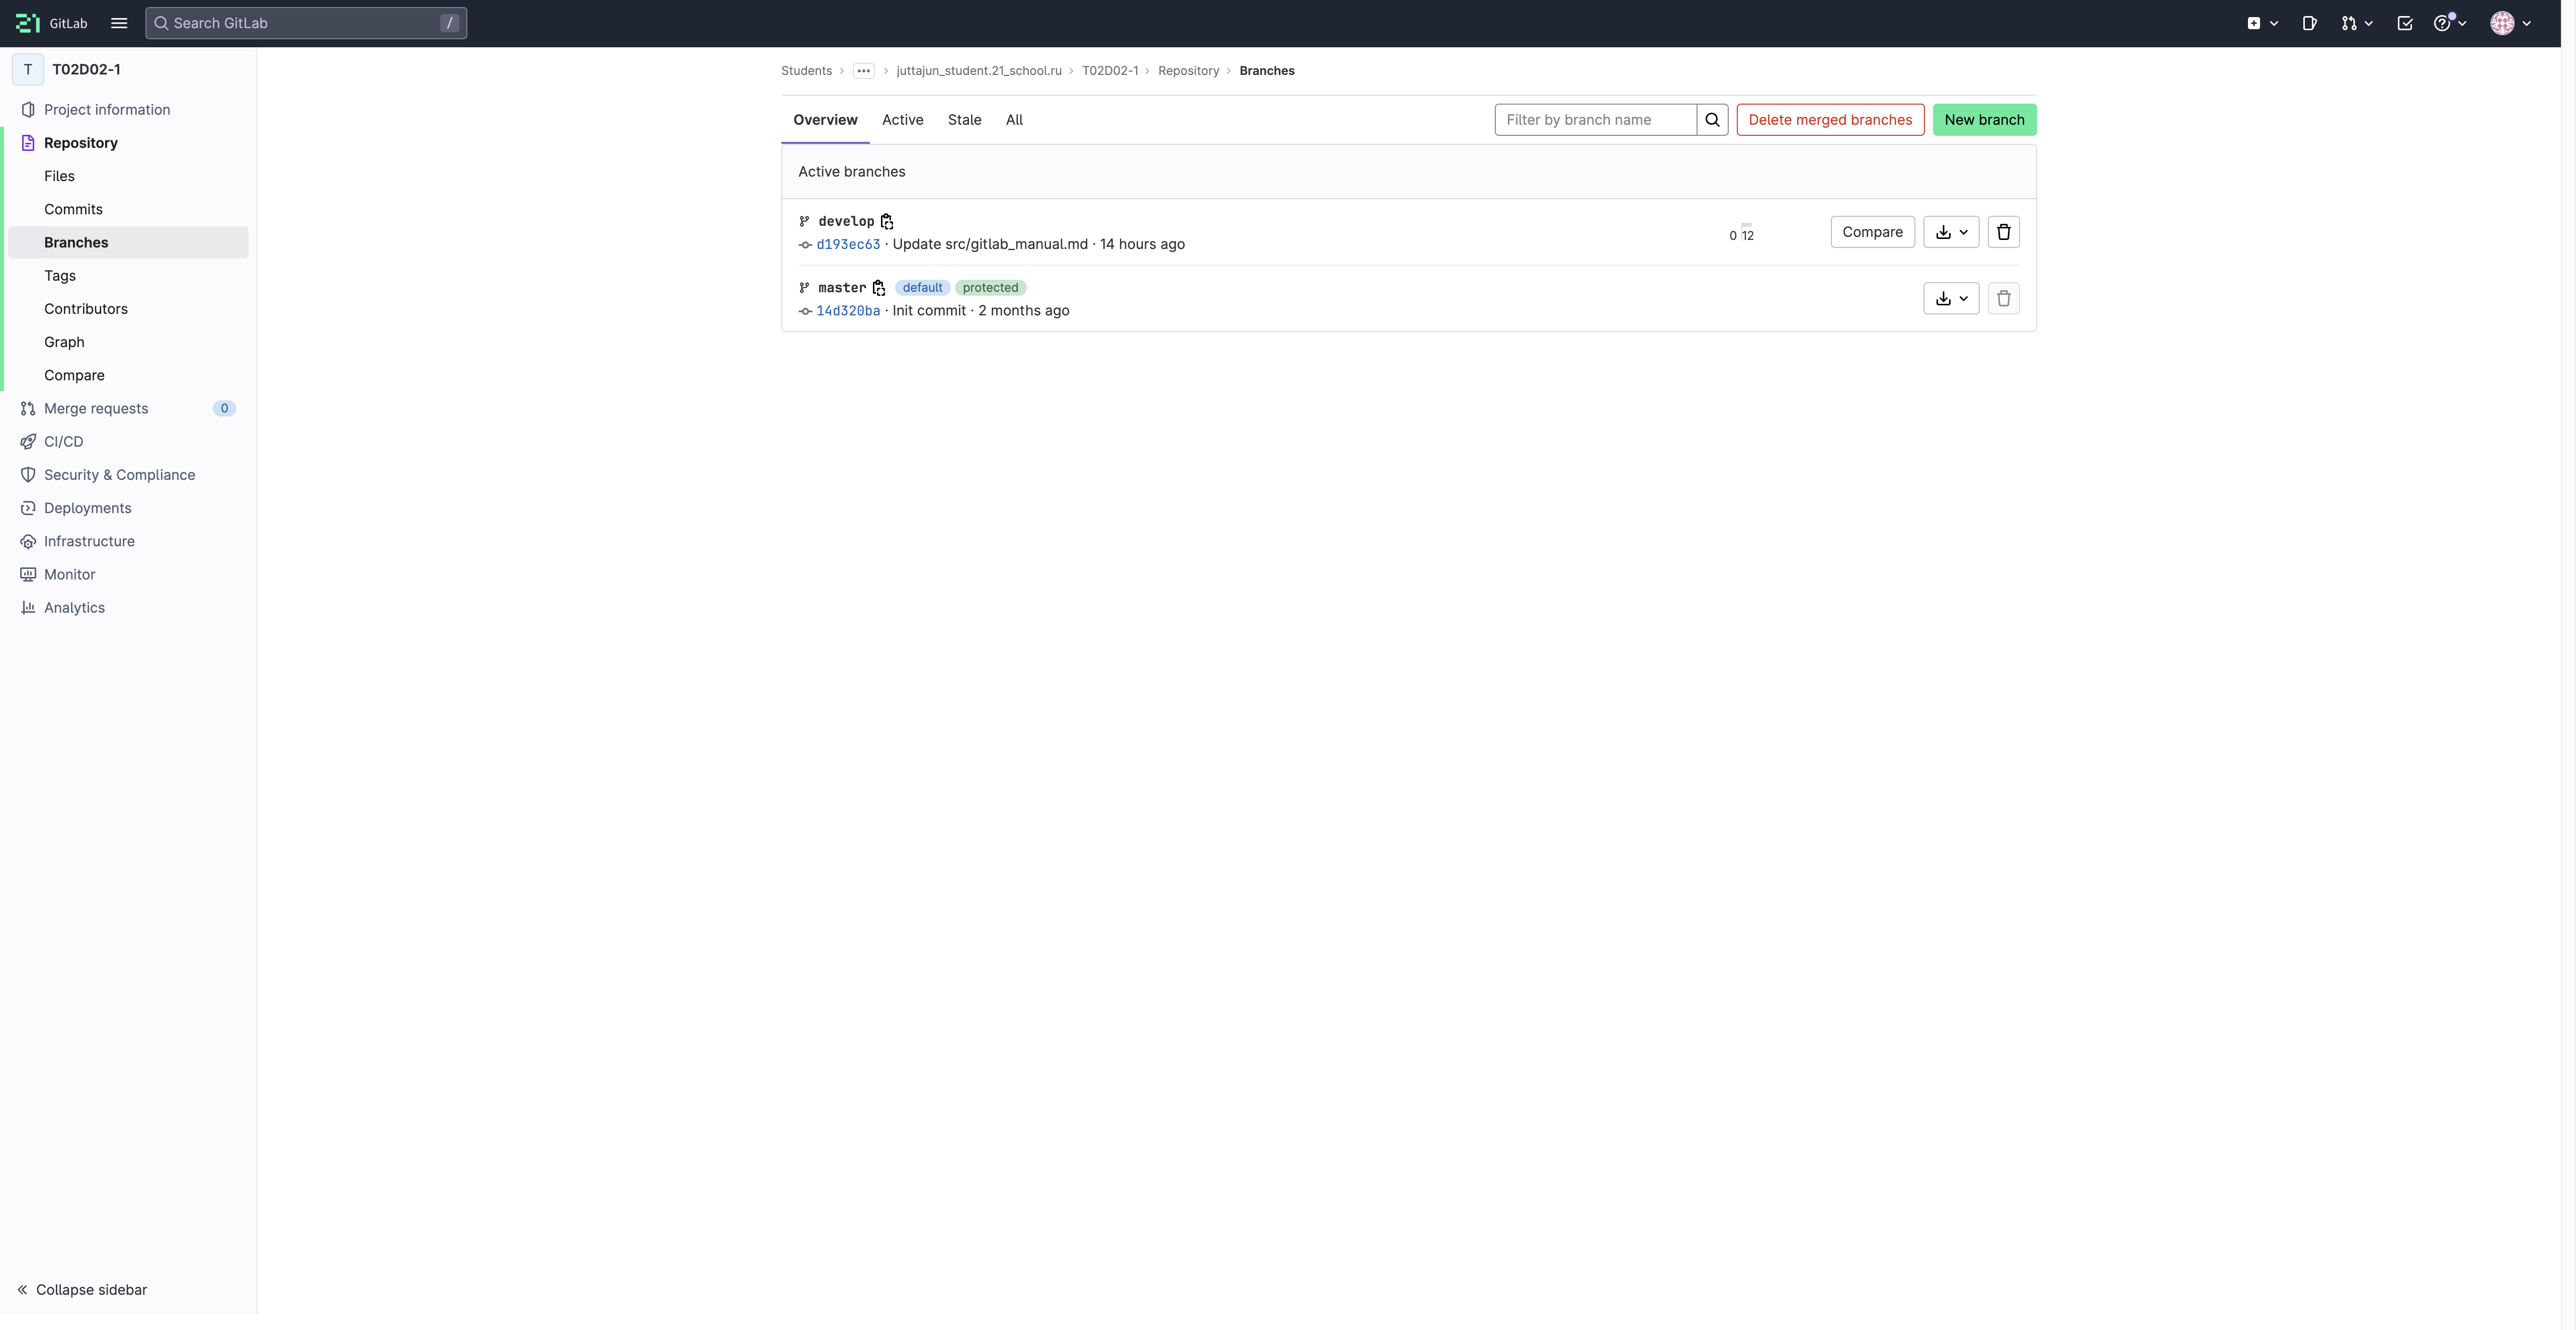 GitLab
Search GitLab /
T T02D02-1
Project information
Repository
Files
Commits
Branches
Tags
Contributors
Graph
Compare
Merge requests 0
CI/CD
Security & Compliance
Deployments
Infrastructure
Monitor
Analytics
Collapse sidebar
Students › ••• › juttajun_student.21_school.ru › T02D02-1 › Repository › Branches
Overview Active Stale All Filter by branch name Delete merged branches New branch
Active branches
develop
d193ec63 · Update src/gitlab_manual.md · 14 hours ago
0 12 Compare
master default protected
14d320ba · Init commit · 2 months ago